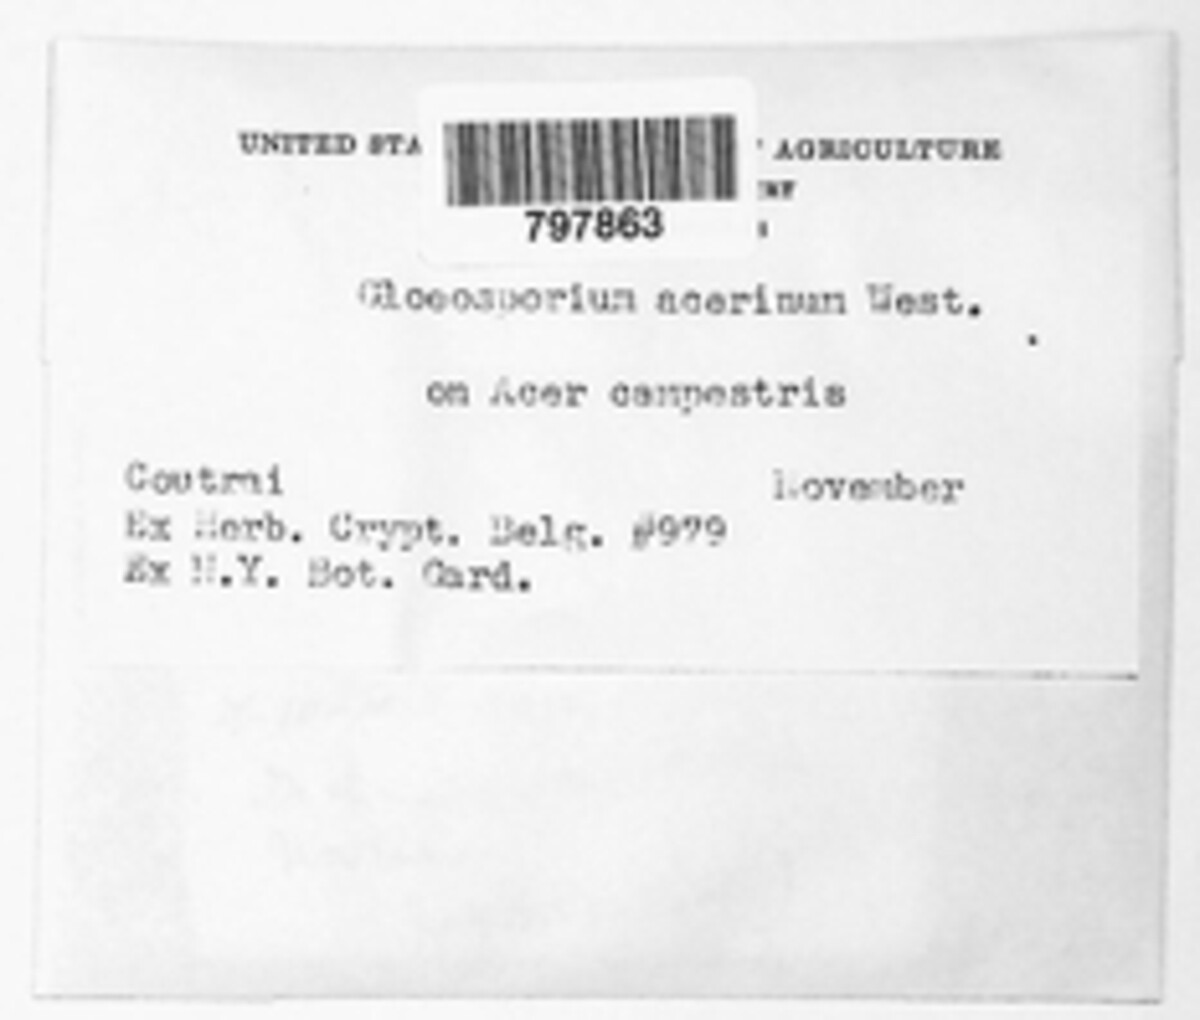 UNITED STA AGRICULTURE
797863
Gloeosporium acerinum West.
on Acer campestris
Coutrai November
Ex Herb. Crypt. Belg. #979
Ex N.Y. Bot. Gard.